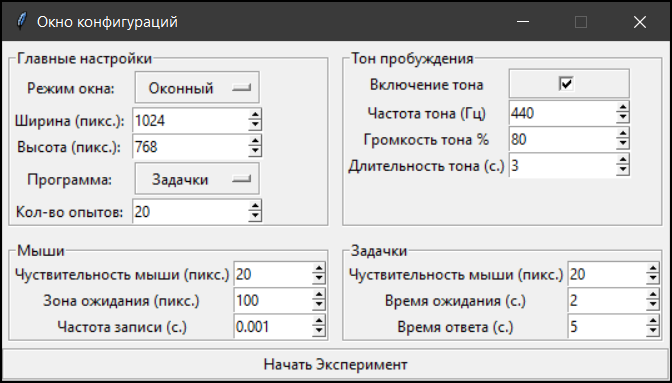 Окно конфигураций
Главные настройки
Режим окна: Оконный
Ширина (пикс.): 1024
Высота (пикс.): 768
Программа: Задачки
Кол-во опытов: 20
Тон пробуждения
Включение тона
Частота тона (Гц) 440
Громкость тона % 80
Длительность тона (с.) 3
Мыши
Чуствительность мыши (пикс.) 20
Зона ожидания (пикс.) 100
Частота записи (с.) 0.001
Задачки
Чуствительность мыши (пикс.) 20
Время ожидания (с.) 2
Время ответа (с.) 5
Начать Эксперимент